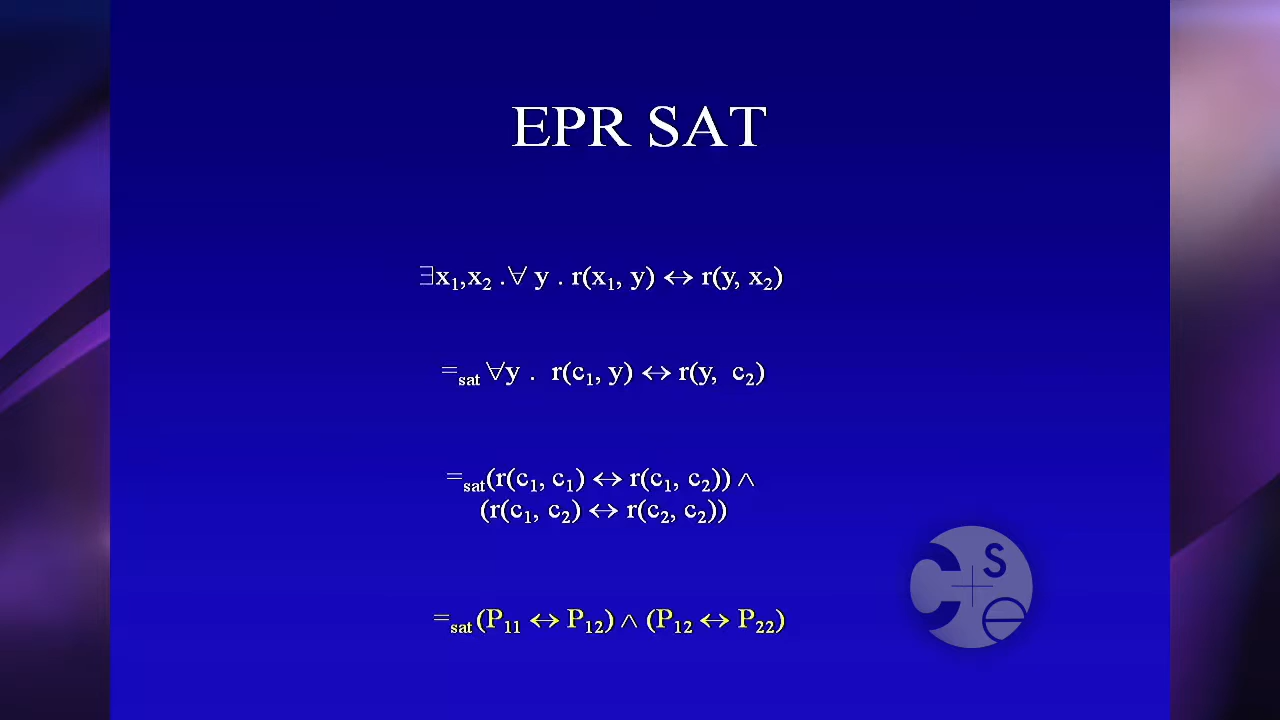 EPR SAT
∃x₁,x₂ .∀ y . r(x₁, y) ↔ r(y, x₂)
=sat ∀y . r(c₁, y) ↔ r(y, c₂)
=sat(r(c₁, c₁) ↔ r(c₁, c₂)) ∧
(r(c₁, c₂) ↔ r(c₂, c₂))
=sat(P₁₁ ↔ P₁₂) ∧ (P₁₂ ↔ P₂₂)
c s e